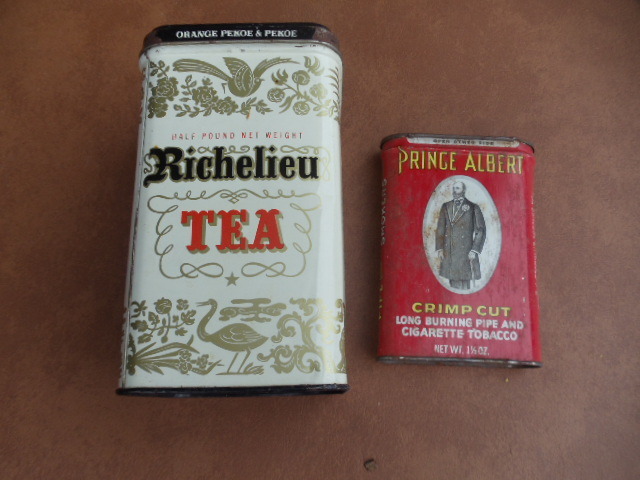 ORANGE PEKOE & PEKOE
HALF POUND NET WEIGHT
Richelieu
TEA
PRINCE ALBERT
CRIMP CUT
LONG BURNING PIPE AND
CIGARETTE TOBACCO
NET WT. 1½ OZ.